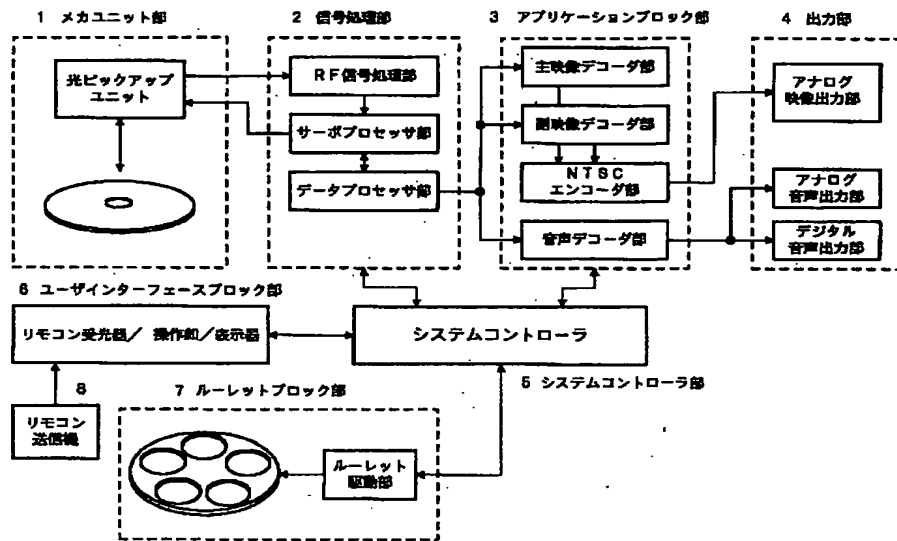 1 メカユニット部
2 信号処理部
3 アプリケーションブロック部
4 出力部
光ピックアップ
ユニット
RF信号処理部
サーボプロセッサ部
データプロセッサ部
主映像デコーダ部
副映像デコーダ部
NTSC
エンコーダ部
音声デコーダ部
アナログ
映像出力部
アナログ
音声出力部
デジタル
音声出力部
6 ユーザインターフェースブロック部
リモコン受光器／ 操作卸／表示器
システムコントローラ
5 システムコントローラ部
8
リモコン
送信機
7 ルーレットブロック部
ルーレット
駆動部